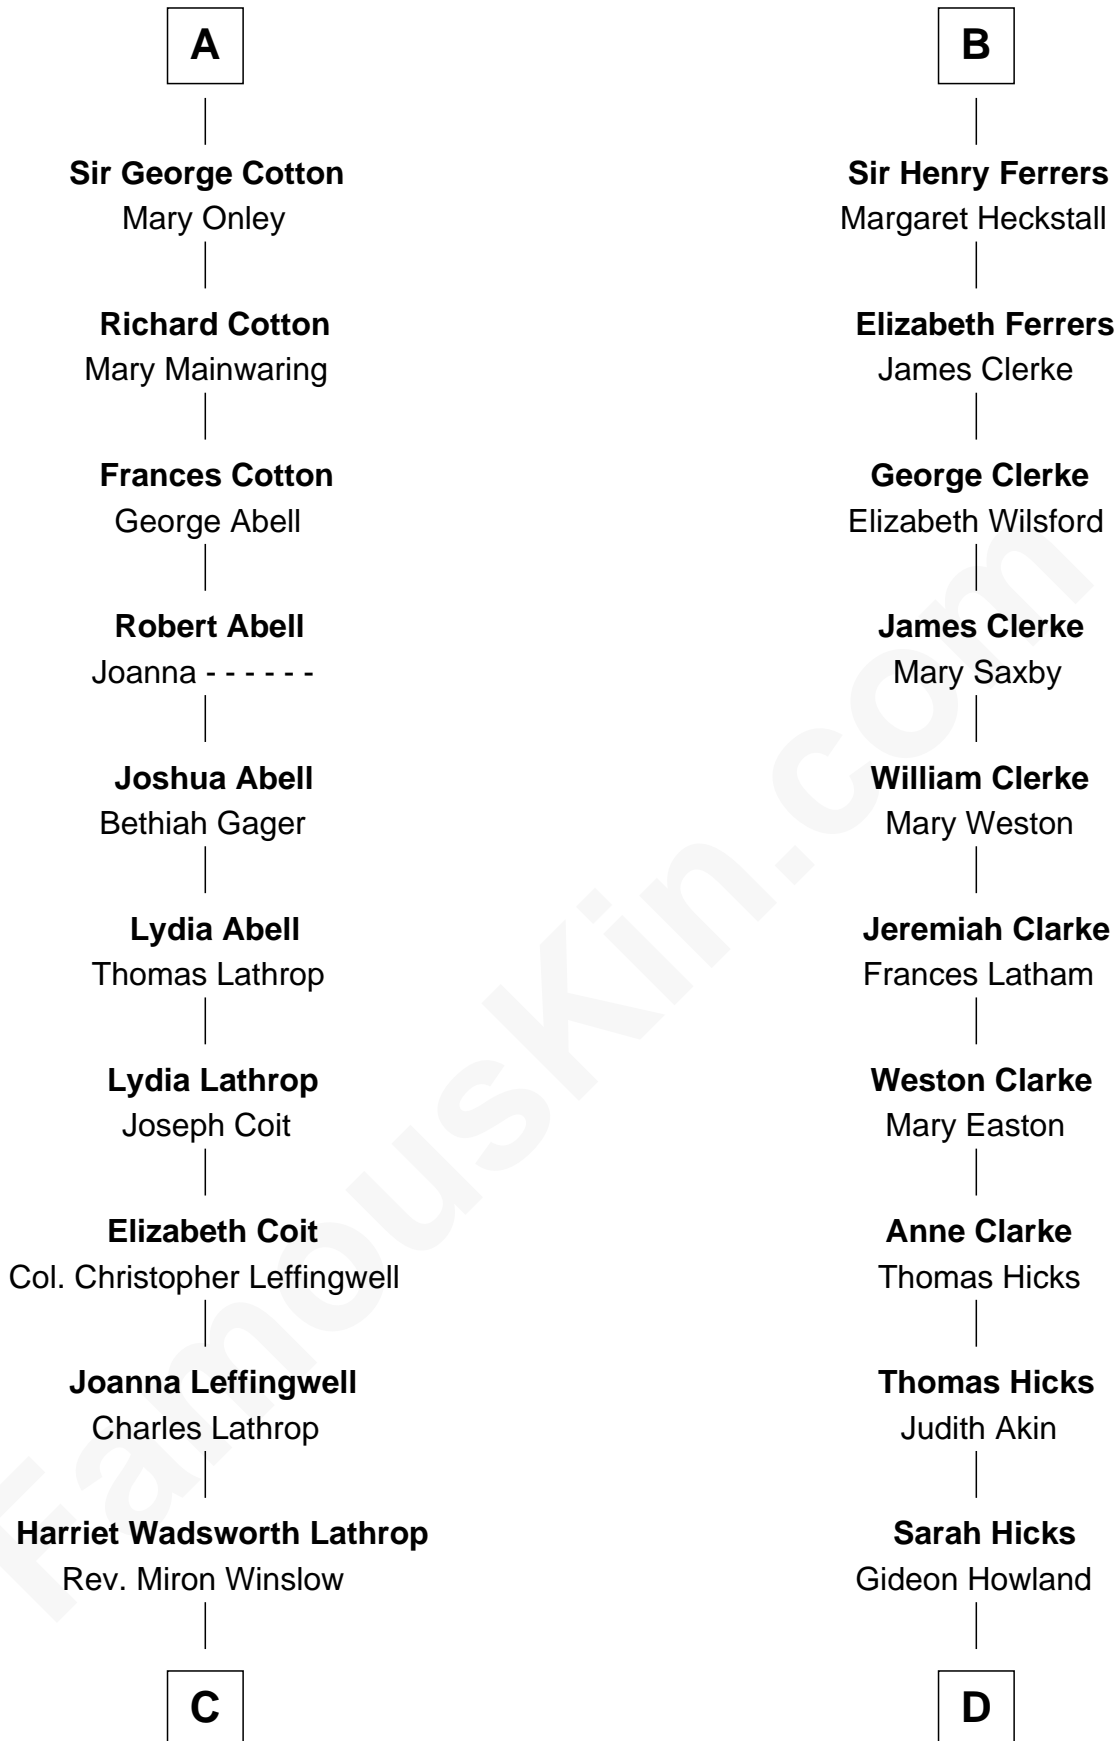 A
Sir George Cotton
Mary Onley
Richard Cotton
Mary Mainwaring
Frances Cotton
George Abell
Robert Abell
Joanna - - - - - -
Joshua Abell
Bethiah Gager
Lydia Abell
Thomas Lathrop
Lydia Lathrop
Joseph Coit
Elizabeth Coit
Col. Christopher Leffingwell
Joanna Leffingwell
Charles Lathrop
Harriet Wadsworth Lathrop
Rev. Miron Winslow
C
B
Sir Henry Ferrers
Margaret Heckstall
Elizabeth Ferrers
James Clerke
George Clerke
Elizabeth Wilsford
James Clerke
Mary Saxby
William Clerke
Mary Weston
Jeremiah Clarke
Frances Latham
Weston Clarke
Mary Easton
Anne Clarke
Thomas Hicks
Thomas Hicks
Judith Akin
Sarah Hicks
Gideon Howland
D
FamousKin.com